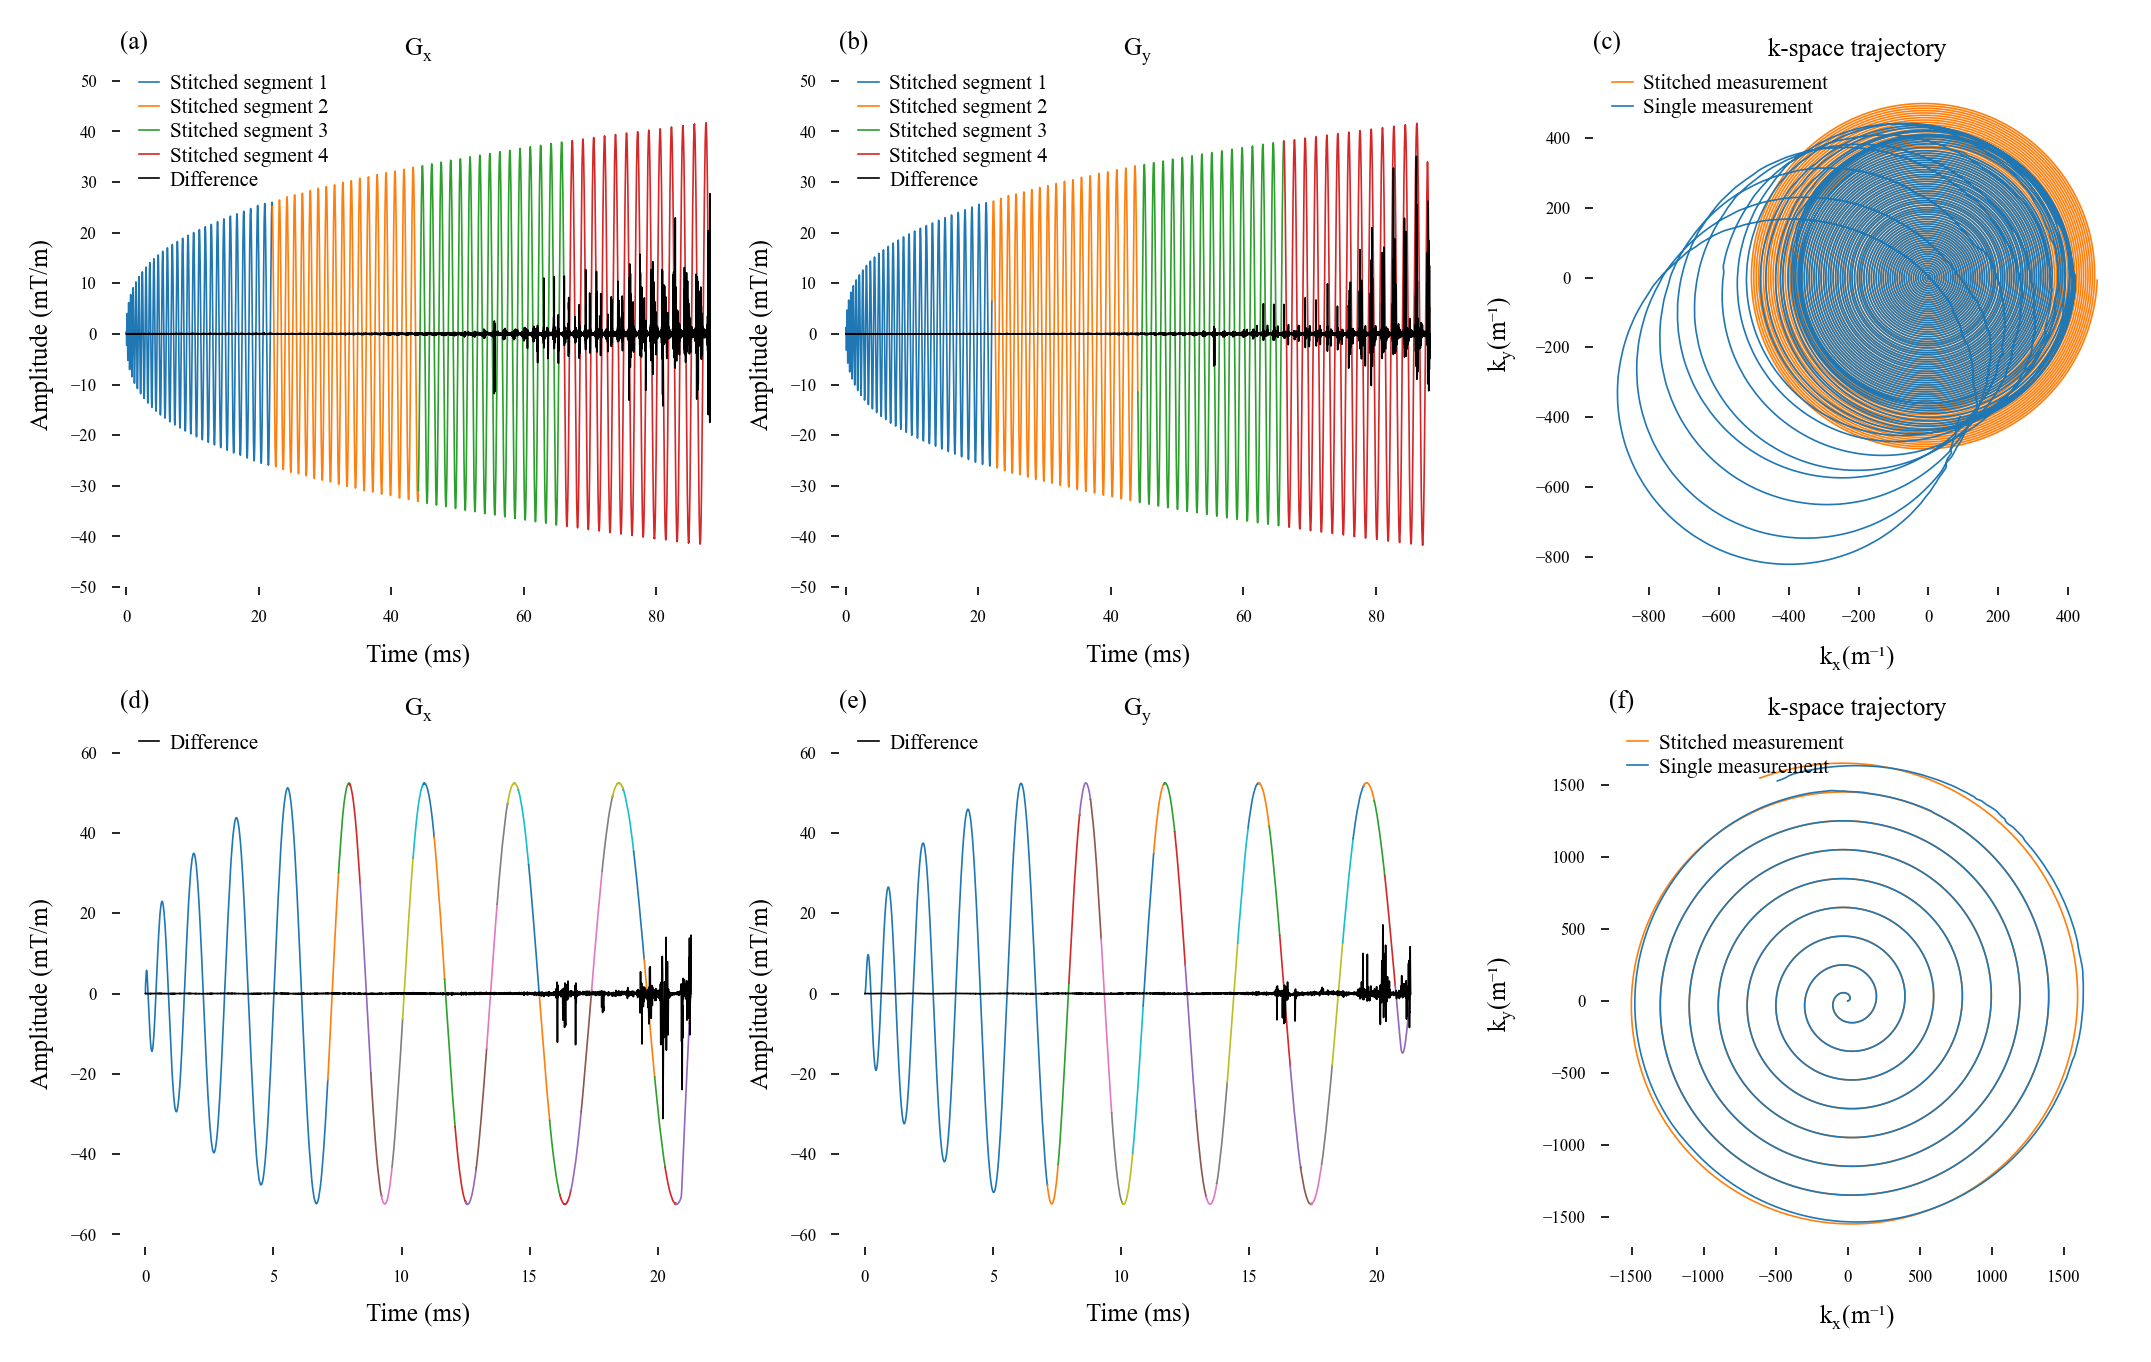 (a)
Gx
Stitched segment 1
Stitched segment 2
Stitched segment 3
Stitched segment 4
Difference
50
40
30
20
10
0
−10
−20
−30
−40
−50
Amplitude (mT/m)
0 20 40 60 80
Time (ms)
(b)
Gy
Stitched segment 1
Stitched segment 2
Stitched segment 3
Stitched segment 4
Difference
50
40
30
20
10
0
−10
−20
−30
−40
−50
Amplitude (mT/m)
0 20 40 60 80
Time (ms)
(c)
k-space trajectory
Stitched measurement
Single measurement
400
200
0
−200
−400
−600
−800
ky(m⁻¹)
−800 −600 −400 −200 0 200 400
kx(m⁻¹)
(d)
Gx
Difference
60
40
20
0
−20
−40
−60
Amplitude (mT/m)
0 5 10 15 20
Time (ms)
(e)
Gy
Difference
60
40
20
0
−20
−40
−60
Amplitude (mT/m)
0 5 10 15 20
Time (ms)
(f)
k-space trajectory
Stitched measurement
Single measurement
1500
1000
500
0
−500
−1000
−1500
ky(m⁻¹)
−1500 −1000 −500 0 500 1000 1500
kx(m⁻¹)